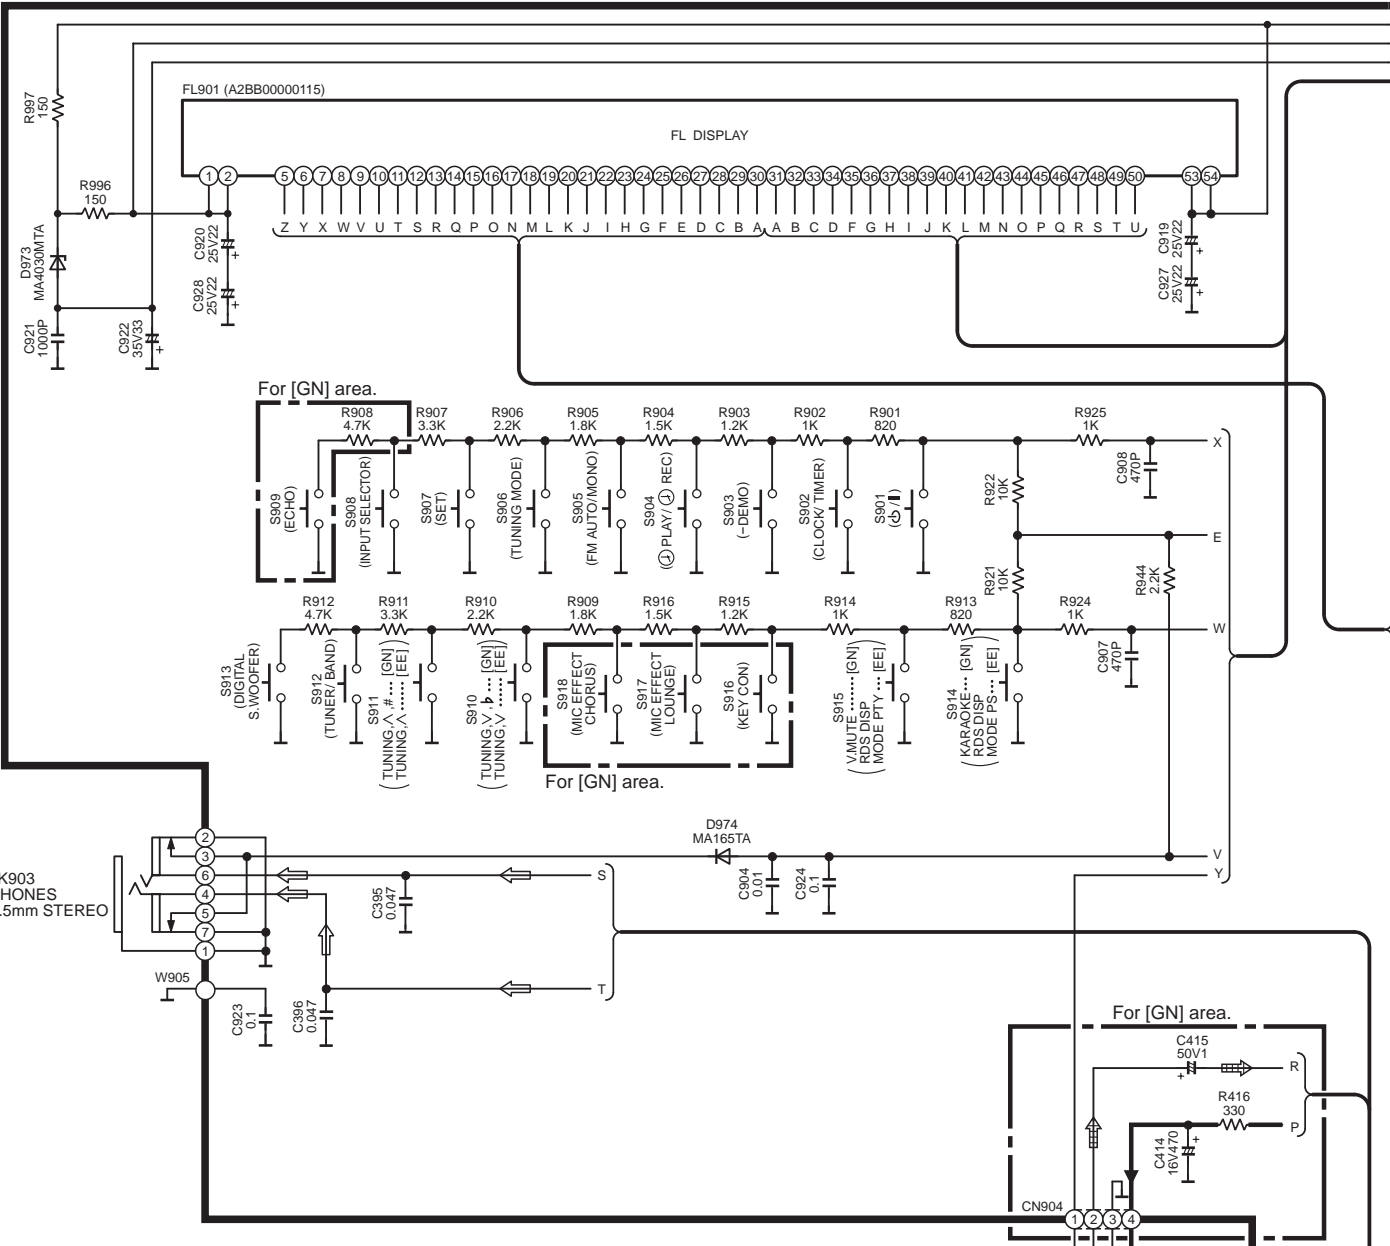 FL901 (A2BB00000115)
FL DISPLAY
R997
150
R996
150
1 2 5 6 7 8 9 10 11 12 13 14 15 16 17 18 19 20 21 22 23 24 25 26 27 28 29 30 31 32 33 34 35 36 37 38 39 40 41 42 43 44 45 46 47 48 49 50 53 54
Z Y X W V U T S R Q P O N M L K J I H G F E D C B A A B C D F G H I J K L M N O P Q R S T U
D973
MA4030MTA
C920
25V22
C928
25V22
C919
25V22
C927
25V22
C921
1000P
C922
35V33
For [GN] area.
R908
4.7K
R907
3.3K
R906
2.2K
R905
1.8K
R904
1.5K
R903
1.2K
R902
1K
R901
820
R925
1K
X
S909
(ECHO)
S908
(INPUT SELECTOR)
S907
(SET)
S906
(TUNING MODE)
S905
(FM AUTO/MONO)
S904
( PLAY/ REC)
S903
(–DEMO)
S902
(CLOCK/ TIMER)
S901
R922
10K
C908
470P
E
R921
10K
R944
2.2K
R912
4.7K
R911
3.3K
R910
2.2K
R909
1.8K
R916
1.5K
R915
1.2K
R914
1K
R913
820
R924
1K
W
S913
(DIGITAL
S.WOOFER)
S912
(TUNER/ BAND)
S911
TUNING,∧,# ..... [GN]
TUNING,∧ ........ [EE]
S910
TUNING,∨,♭ .... [GN]
TUNING,∨ ....... [EE]
S918
(MIC EFFECT
CHORUS)
S917
(MIC EFFECT
LOUNGE)
S916
(KEY CON)
S915
V.MUTE ........ [GN]
RDS DISP
MODE PTY ... [EE]
S914
KARAOKE... [GN]
RDS DISP
MODE PS.... [EE]
C907
470P
For [GN] area.
D974
MA165TA
V
Y
C904
0.01
C924
0.1
2
3
6
4
5
7
1
K903
HONES
.5mm STEREO
S
C395
0.047
T
W905
C923
0.1
C396
0.047
For [GN] area.
C415
50V1
+
R
R416
330
P
C414
16V470
+
CN904
1 2 3 4